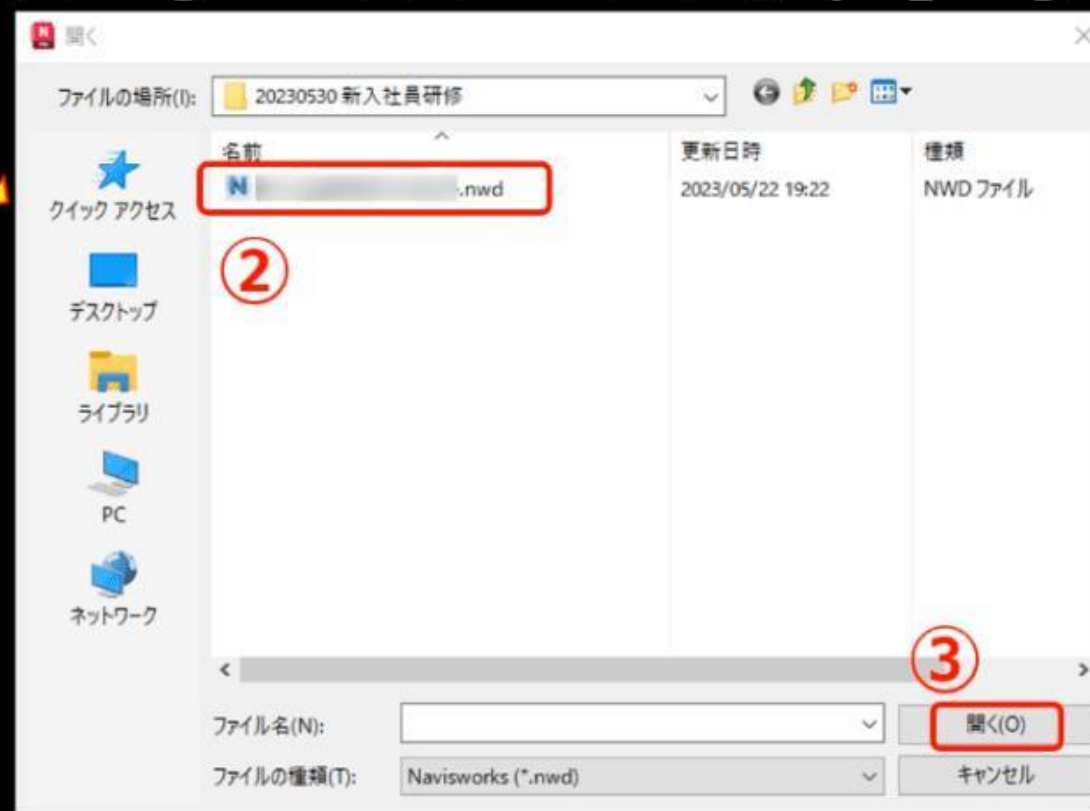 開く
ファイルの場所(I): 20230530 新入社員研修
名前 更新日時 種類
.nwd 2023/05/22 19:22 NWD ファイル
②
クイック アクセス
デスクトップ
ライブラリ
PC
ネットワーク
③
ファイル名(N): 開く(O)
ファイルの種類(T): Navisworks (*.nwd) キャンセル